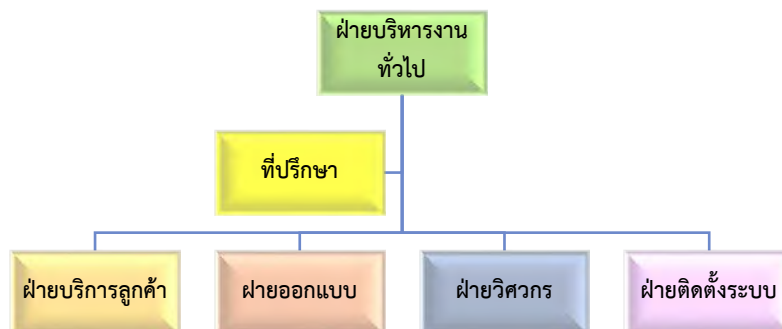 ฝ่ายบริหารงาน
ทั่วไป
ที่ปรึกษา
ฝ่ายบริการลูกค้า
ฝายออกแบบ
ฝ่ายวิศวกร
ฝ่ายติดตั้งระบบ